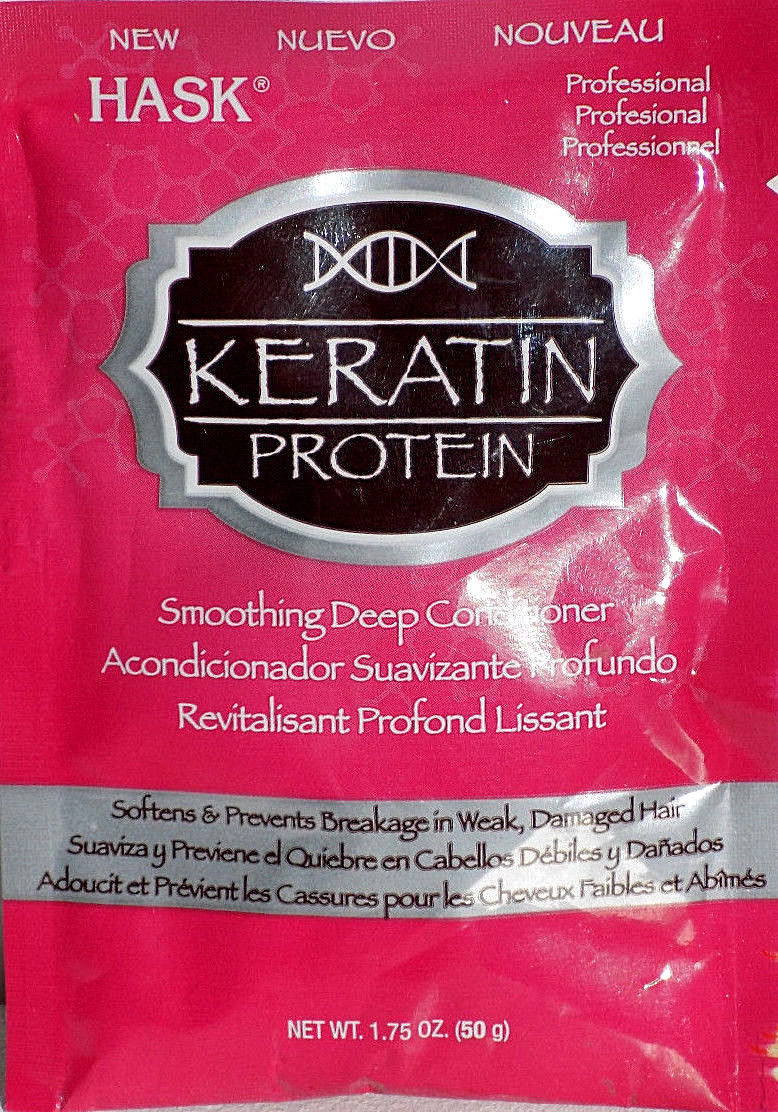 NEW NUEVO NOUVEAU
HASK®
Professional
Profesional
Professionnel
KERATIN
PROTEIN
Smoothing Deep Conditioner
Acondicionador Suavizante Profundo
Revitalisant Profond Lissant
Softens & Prevents Breakage in Weak, Damaged Hair
Suaviza y Previene el Quiebre en Cabellos Débiles y Dañados
Adoucit et Prévient les Cassures pour les Cheveux Faibles et Abîmés
NET WT. 1.75 OZ. (50 g)